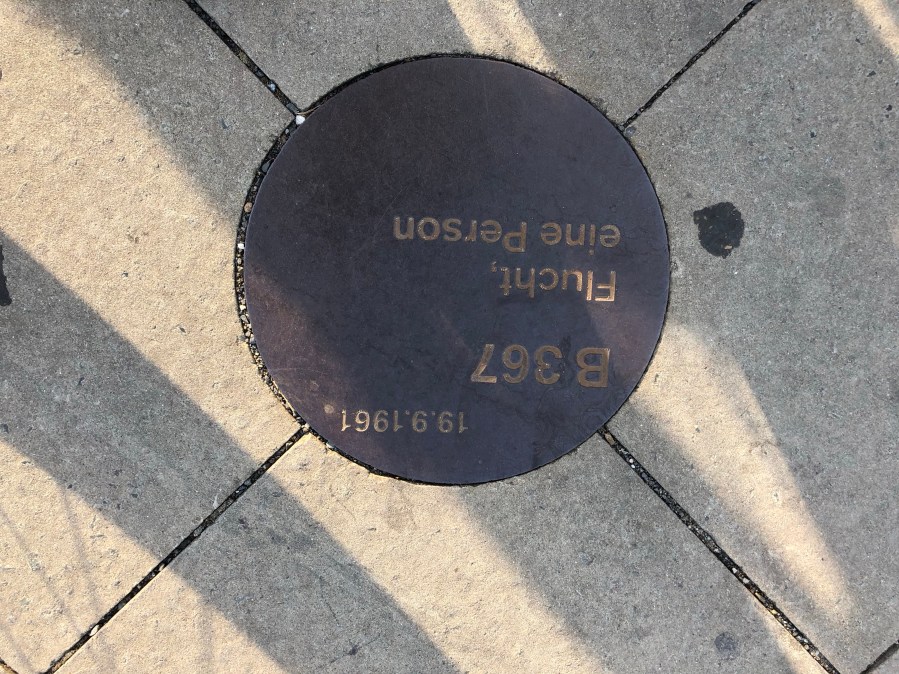 19.9.1961
B 367
Flucht,
eine Person